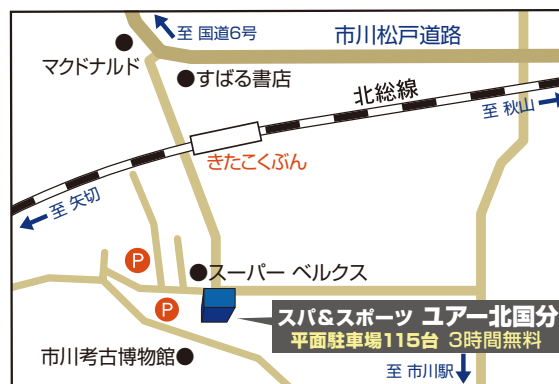 至 国道6号
市川松戸道路
マクドナルド
すばる書店
北総線
至 秋山
きたこくぶん
至 矢切
P
スーパー ベルクス
P
スパ&スポーツ ユアー北国分
平面駐車場115台 3時間無料
市川考古博物館
至 市川駅